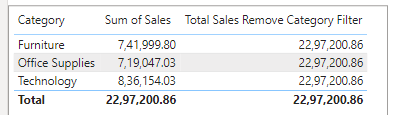 Category Sum of Sales Total Sales Remove Category Filter
Furniture 7,41,999.80 22,97,200.86
Office Supplies 7,19,047.03 22,97,200.86
Technology 8,36,154.03 22,97,200.86
Total 22,97,200.86 22,97,200.86